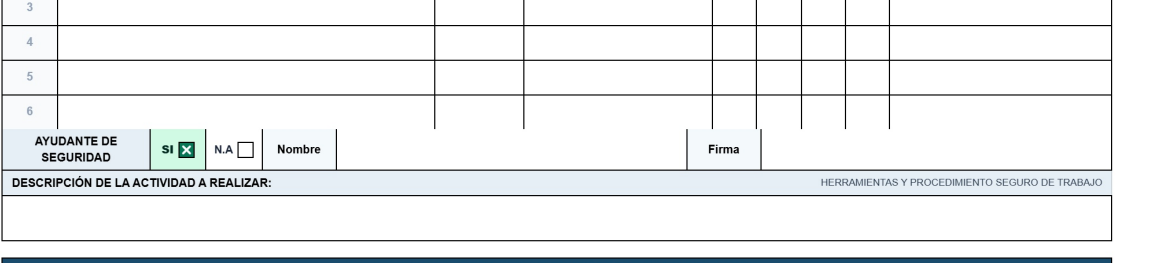 3
4
5
6
AYUDANTE DE
SEGURIDAD
SI
N.A
Nombre
Firma
DESCRIPCIÓN DE LA ACTIVIDAD A REALIZAR:
HERRAMIENTAS Y PROCEDIMIENTO SEGURO DE TRABAJO